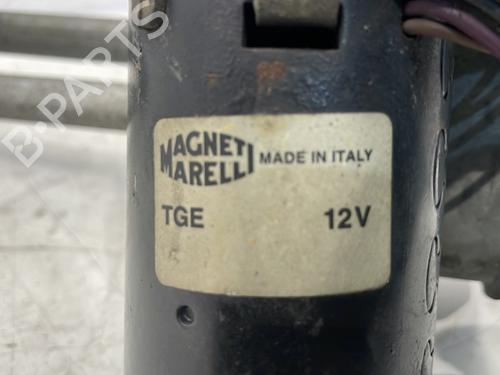 MAGNETI
MARELLI
MADE IN ITALY
TGE
12V
B-PARTS